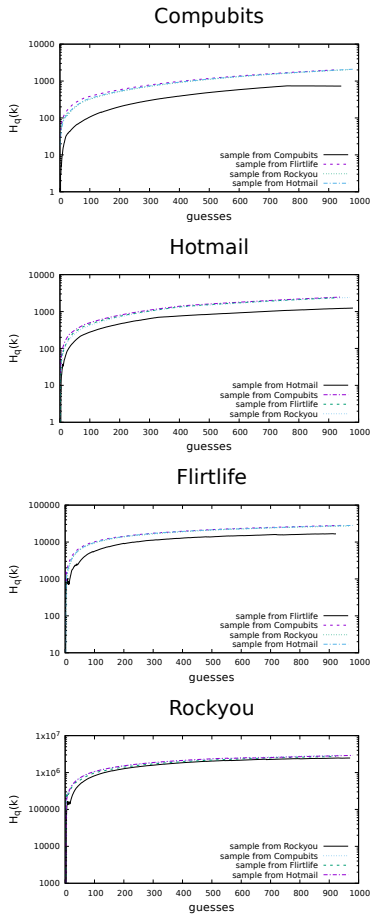 Compubits
10000
1000
100
10
1
H_q(k)
sample from Compubits
sample from Flirtlife
sample from Rockyou
sample from Hotmail
0 100 200 300 400 500 600 700 800 900 1000
guesses
Hotmail
10000
1000
100
10
1
H_q(k)
sample from Hotmail
sample from Compubits
sample from Flirtlife
sample from Rockyou
0 100 200 300 400 500 600 700 800 900 1000
guesses
Flirtlife
100000
10000
1000
100
10
H_q(k)
sample from Flirtlife
sample from Compubits
sample from Rockyou
sample from Hotmail
0 100 200 300 400 500 600 700 800 900 1000
guesses
Rockyou
1x10⁷
1x10⁶
100000
10000
1000
H_q(k)
sample from Rockyou
sample from Compubits
sample from Flirtlife
sample from Hotmail
0 100 200 300 400 500 600 700 800 900 1000
guesses